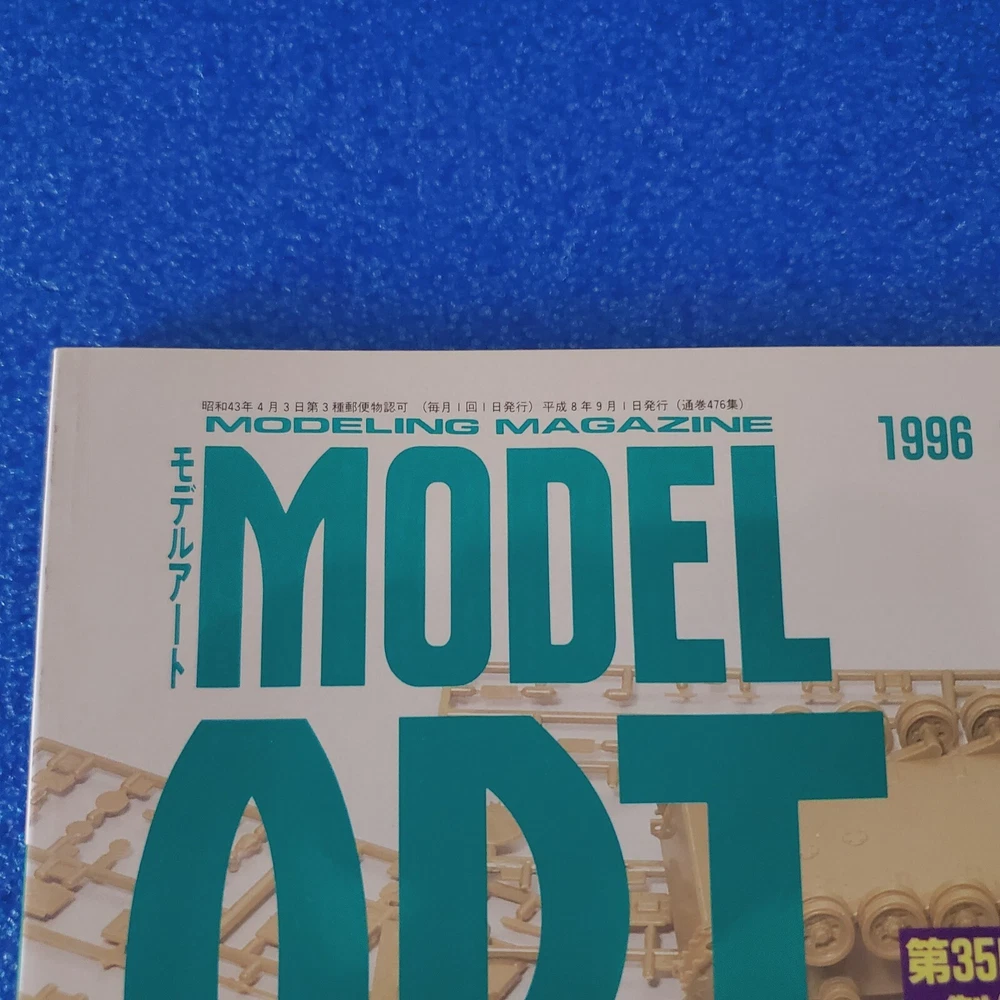 昭和43年4月3日第3種郵便物認可 （毎月1回1日発行） 平成8年9月1日発行（通巻476集）
MODELING MAGAZINE
1996
モデルアート
MODEL
ART
第35